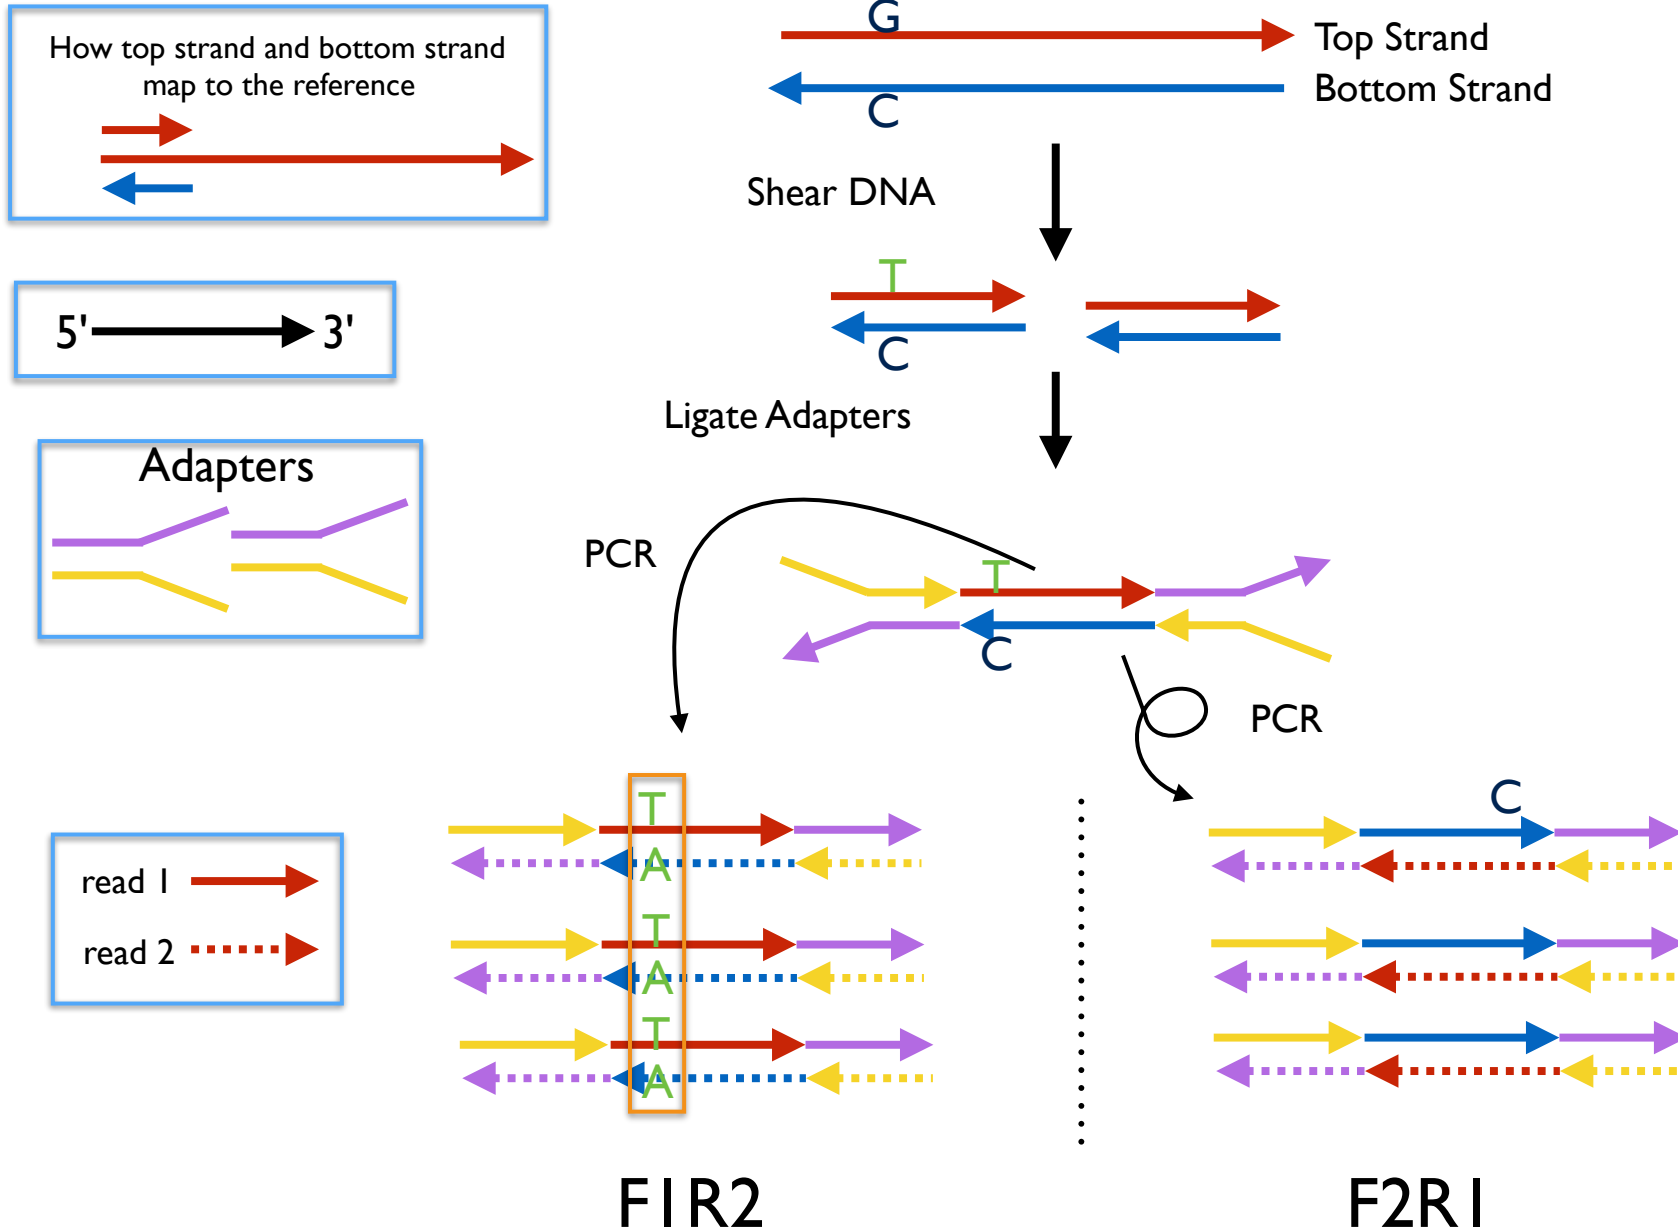 How top strand and bottom strand
map to the reference
G
Top Strand
Bottom Strand
C
Shear DNA
T
C
5' 3'
Ligate Adapters
Adapters
PCR
T
C
PCR
read 1
read 2
T
A
T
A
T
A
C
F1R2
F2R1